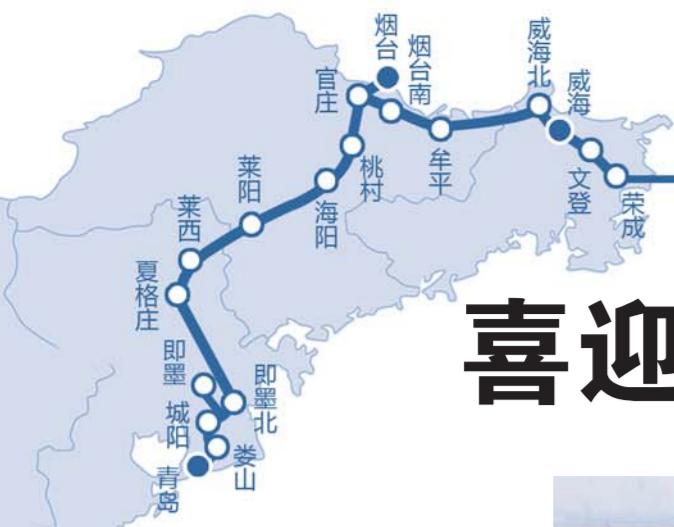 烟台
烟台南
威海北
威海
官庄
牟平
文登
荣成
桃村
海阳
莱阳
莱西
夏格庄
即墨
即墨北
城阳
娄山
青岛
喜迎